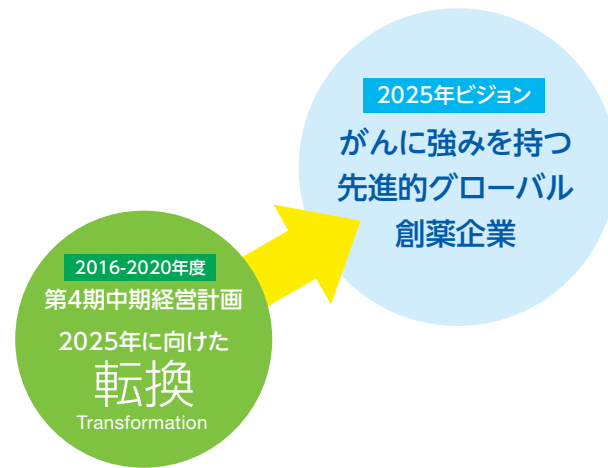 2025年ビジョン
がんに強みを持つ
先進的グローバル
創薬企業
2016-2020年度
第4期中期経営計画
2025年に向けた
転換
Transformation